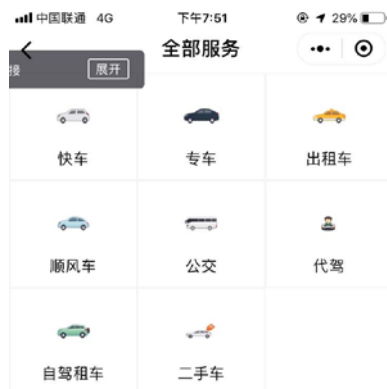 中国联通 4G 下午7:51 29%
全部服务
接 展开
快车 专车 出租车
顺风车 公交 代驾
自驾租车 二手车